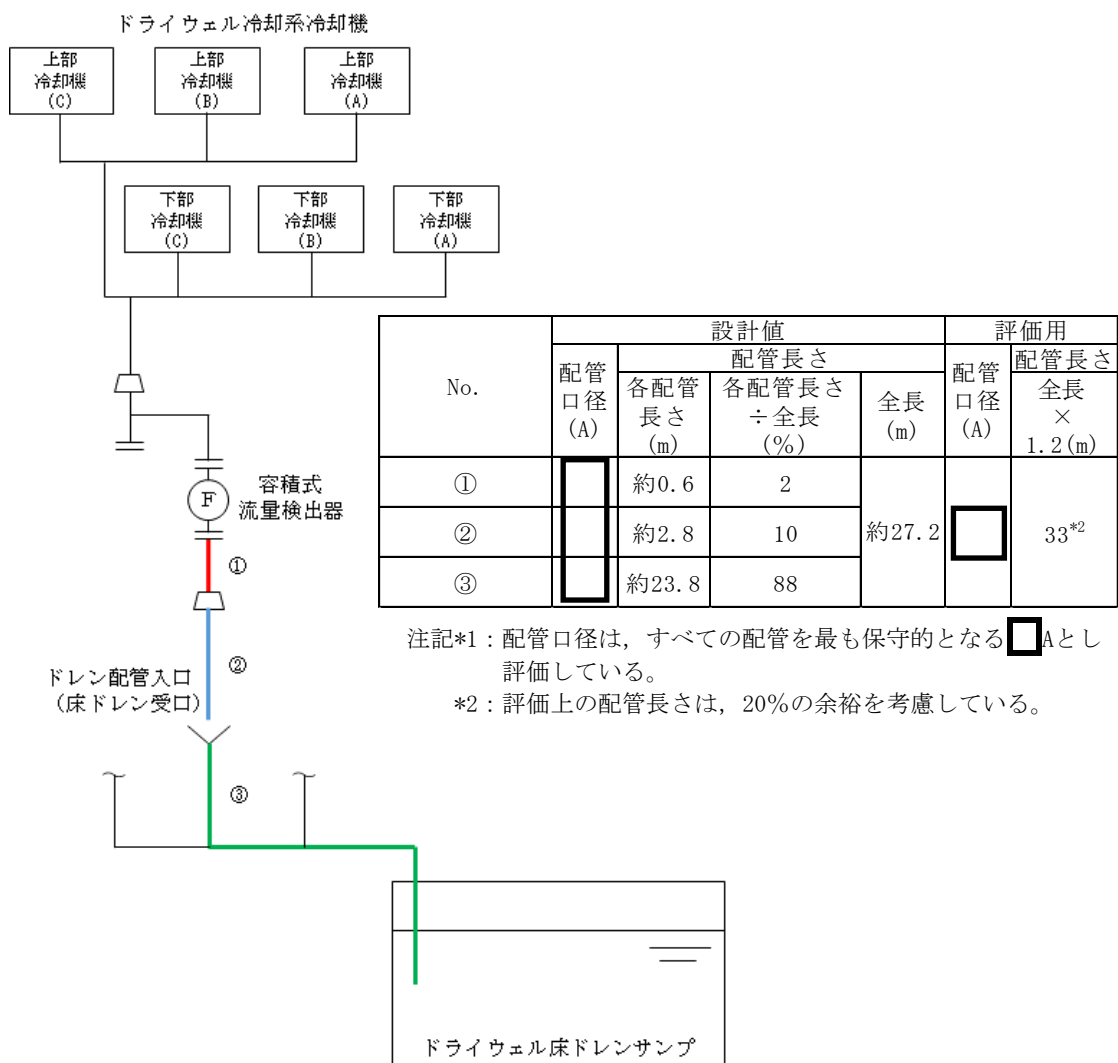 ドライウェル冷却系冷却機
上部
冷却機
(C)
上部
冷却機
(B)
上部
冷却機
(A)
下部
冷却機
(C)
下部
冷却機
(B)
下部
冷却機
(A)
F
容積式
流量検出器
①
②
ドレン配管入口
(床ドレン受口)
③
ドライウェル床ドレンサンプ
No.
設計値
評価用
配管
口径
(A)
配管長さ
各配管
長さ
(m)
各配管長さ
÷全長
(%)
全長
(m)
配管
口径
(A)
配管長さ
全長
×
1.2(m)
① 約0.6 2
② 約2.8 10 約27.2 33*2
③ 約23.8 88
注記*1：配管口径は，すべての配管を最も保守的となる Aとし
評価している。
*2：評価上の配管長さは，20%の余裕を考慮している。